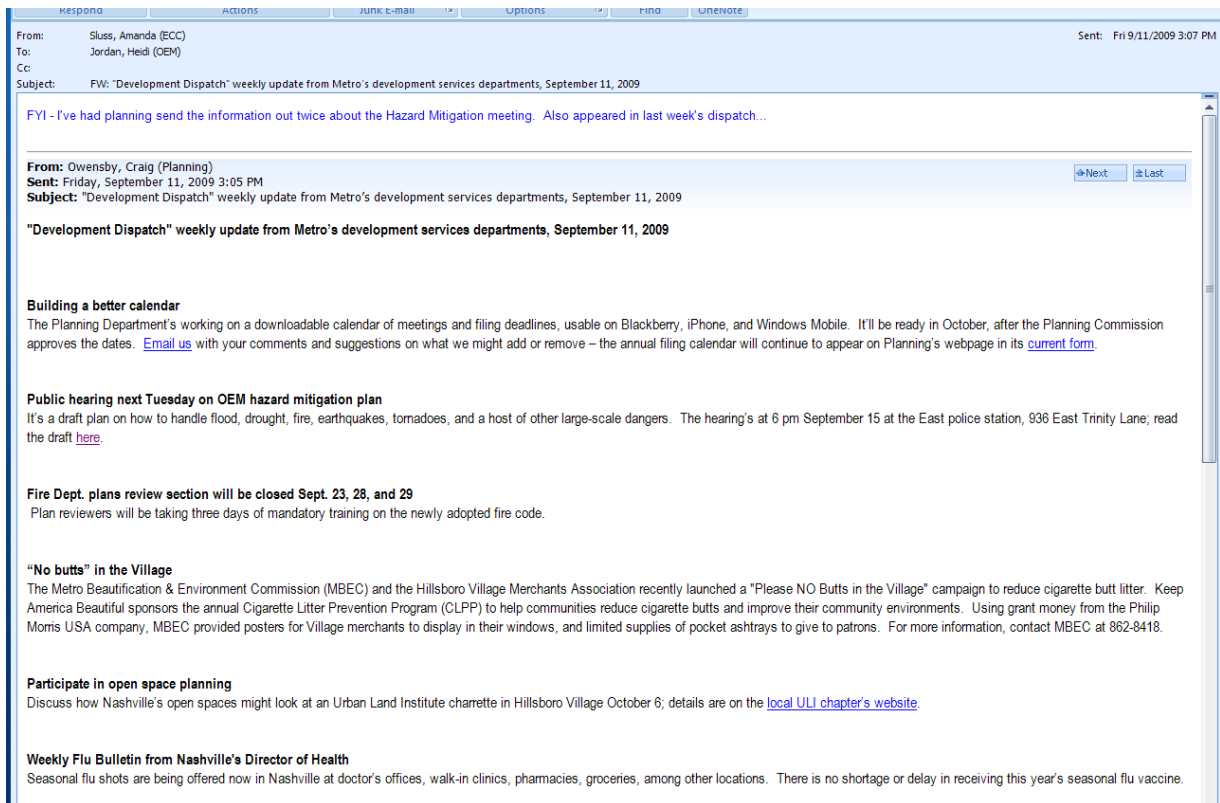 Respond Actions Junk E-mail Options Find OneNote
From: Sluss, Amanda (ECC) Sent: Fri 9/11/2009 3:07 PM
To: Jordan, Heidi (OEM)
Cc:
Subject: FW: "Development Dispatch" weekly update from Metro's development services departments, September 11, 2009
FYI - I've had planning send the information out twice about the Hazard Mitigation meeting. Also appeared in last week's dispatch...
From: Owensby, Craig (Planning)
Next Last
Sent: Friday, September 11, 2009 3:05 PM
Subject: "Development Dispatch" weekly update from Metro's development services departments, September 11, 2009
"Development Dispatch" weekly update from Metro's development services departments, September 11, 2009
Building a better calendar
The Planning Department's working on a downloadable calendar of meetings and filing deadlines, usable on Blackberry, iPhone, and Windows Mobile. It'll be ready in October, after the Planning Commission
approves the dates. Email us with your comments and suggestions on what we might add or remove – the annual filing calendar will continue to appear on Planning's webpage in its current form.
Public hearing next Tuesday on OEM hazard mitigation plan
It's a draft plan on how to handle flood, drought, fire, earthquakes, tornadoes, and a host of other large-scale dangers. The hearing's at 6 pm September 15 at the East police station, 936 East Trinity Lane; read
the draft here.
Fire Dept. plans review section will be closed Sept. 23, 28, and 29
Plan reviewers will be taking three days of mandatory training on the newly adopted fire code.
“No butts” in the Village
The Metro Beautification & Environment Commission (MBEC) and the Hillsboro Village Merchants Association recently launched a "Please NO Butts in the Village" campaign to reduce cigarette butt litter. Keep
America Beautiful sponsors the annual Cigarette Litter Prevention Program (CLPP) to help communities reduce cigarette butts and improve their community environments. Using grant money from the Philip
Morris USA company, MBEC provided posters for Village merchants to display in their windows, and limited supplies of pocket ashtrays to give to patrons. For more information, contact MBEC at 862-8418.
Participate in open space planning
Discuss how Nashville's open spaces might look at an Urban Land Institute charrette in Hillsboro Village October 6; details are on the local ULI chapter's website.
Weekly Flu Bulletin from Nashville's Director of Health
Seasonal flu shots are being offered now in Nashville at doctor's offices, walk-in clinics, pharmacies, groceries, among other locations. There is no shortage or delay in receiving this year's seasonal flu vaccine.